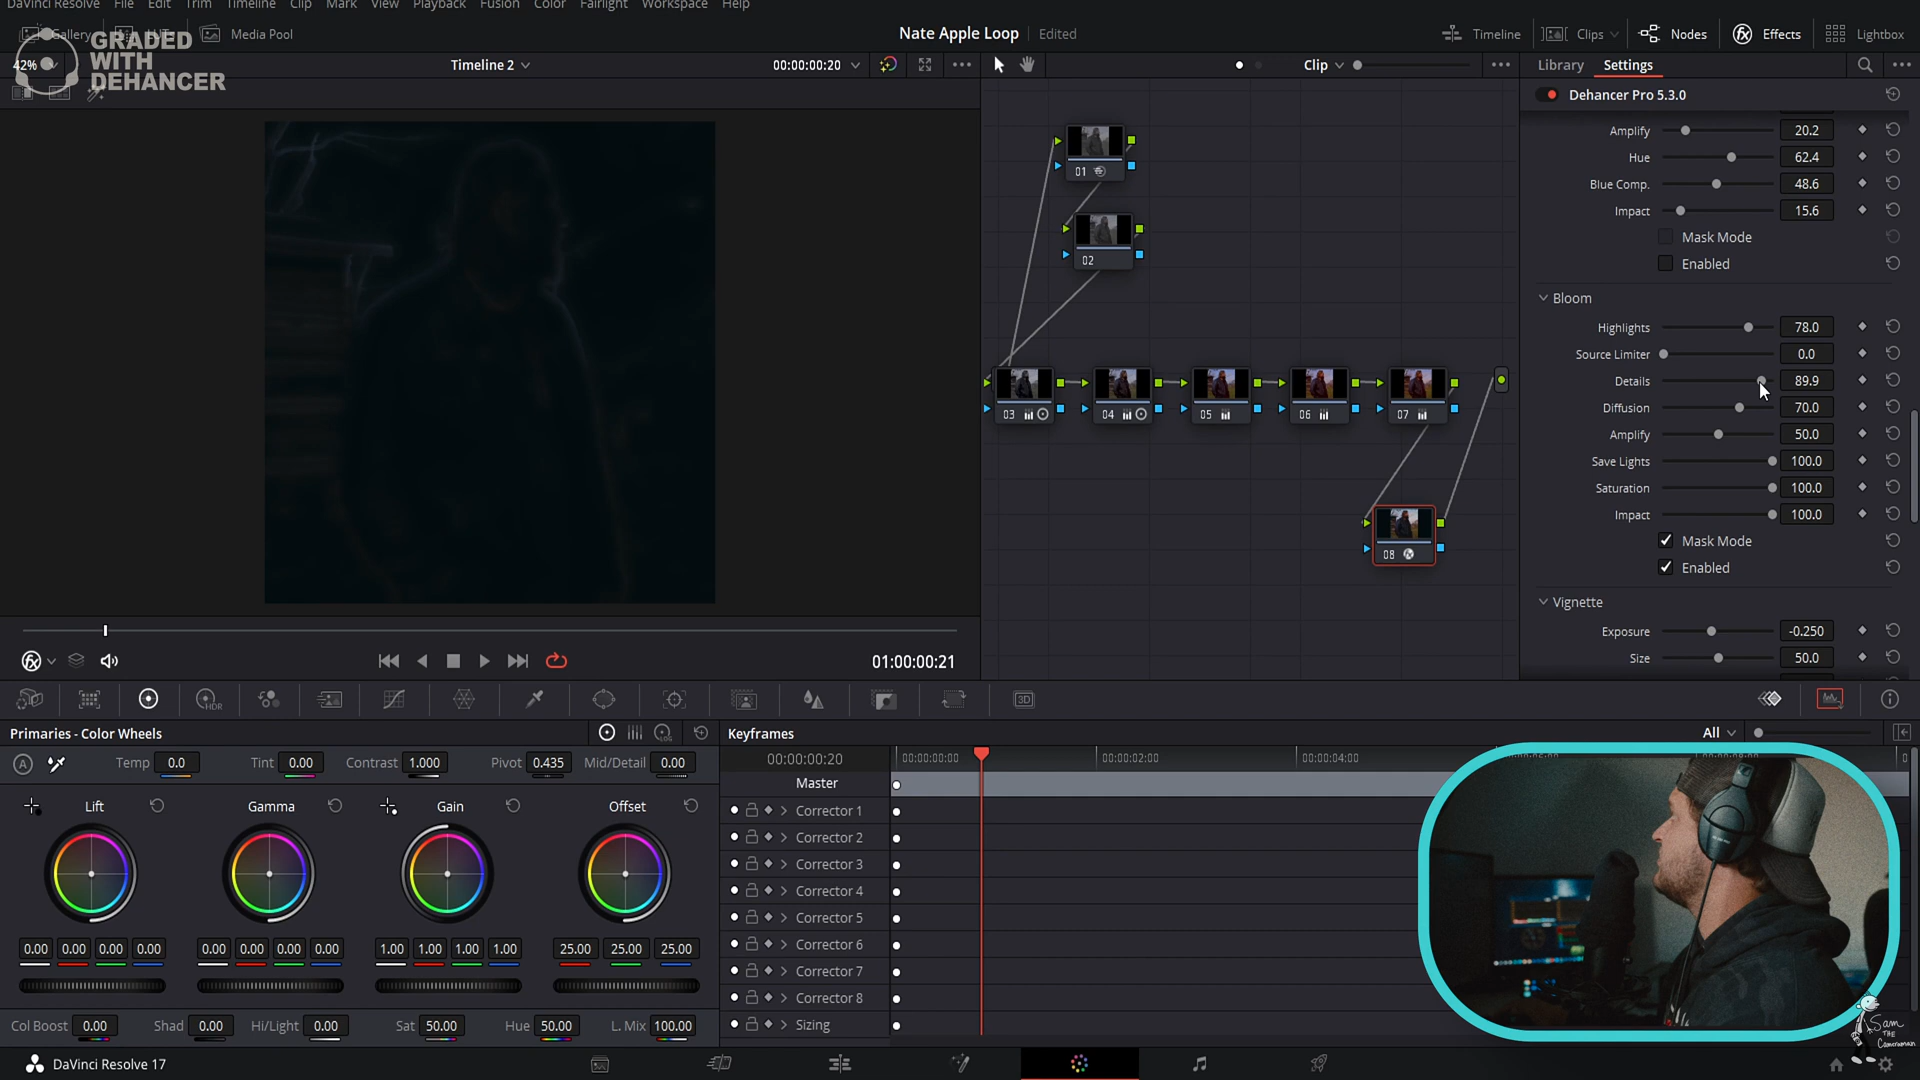 DaVinci Resolve File Edit Trim Timeline Clip Mark View Playback Fusion Color Fairlight Workspace Help
Gallery LUTs Media Pool Nate Apple Loop Edited Timeline Clips Nodes Effects Lightbox
GRADED
WITH
DEHANCER
42% Timeline 2 00:00:00:20 Clip Library Settings
Dehancer Pro 5.3.0
Amplify 20.2
Hue 62.4
Blue Comp. 48.6
Impact 15.6
Mask Mode
Enabled
Bloom
Highlights 78.0
Source Limiter 0.0
Details 89.9
Diffusion 70.0
Amplify 50.0
Save Lights 100.0
Saturation 100.0
Impact 100.0
Mask Mode
Enabled
Vignette
Exposure -0.250
Size 50.0
01
02
03 04 05 06 07
08
01:00:00:21
HDR 3D
Primaries - Color Wheels
LOG
A Temp 0.0 Tint 0.00 Contrast 1.000 Pivot 0.435 Mid/Detail 0.00
Lift Gamma Gain Offset
0.00 0.00 0.00 0.00 0.00 0.00 0.00 0.00 1.00 1.00 1.00 1.00 25.00 25.00 25.00
Col Boost 0.00 Shad 0.00 Hi/Light 0.00 Sat 50.00 Hue 50.00 L. Mix 100.00
Keyframes All
00:00:00:20 00:00:00:00 00:00:02:00 00:00:04:00
Master
Corrector 1
Corrector 2
Corrector 3
Corrector 4
Corrector 5
Corrector 6
Corrector 7
Corrector 8
Sizing
Sam
THE
Cameraman
DaVinci Resolve 17